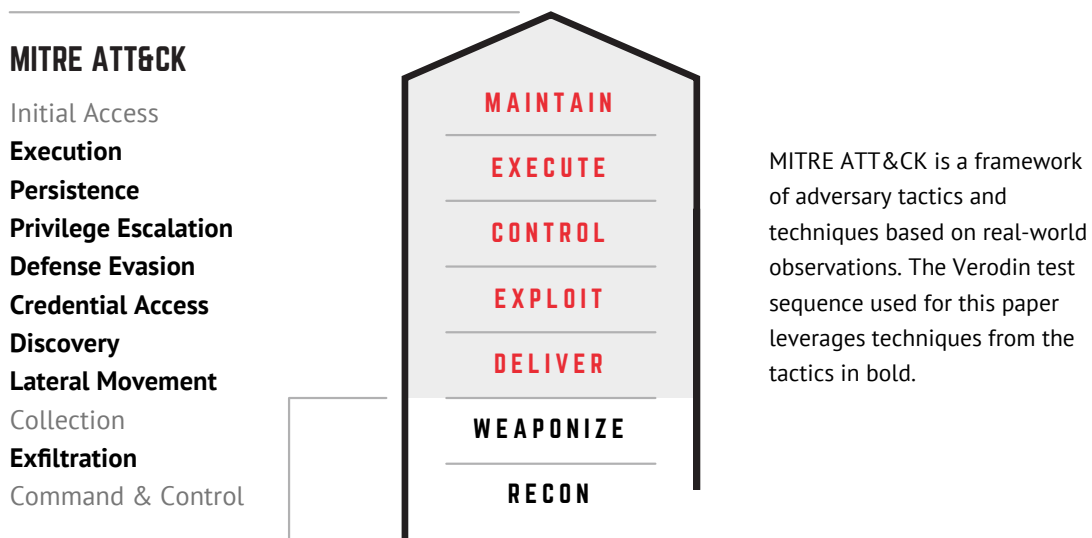 MITRE ATT&CK
Initial Access
Execution
Persistence
Privilege Escalation
Defense Evasion
Credential Access
Discovery
Lateral Movement
Collection
Exfiltration
Command & Control
MAINTAIN
EXECUTE
CONTROL
EXPLOIT
DELIVER
WEAPONIZE
RECON
MITRE ATT&CK is a framework
of adversary tactics and
techniques based on real-world
observations. The Verodin test
sequence used for this paper
leverages techniques from the
tactics in bold.